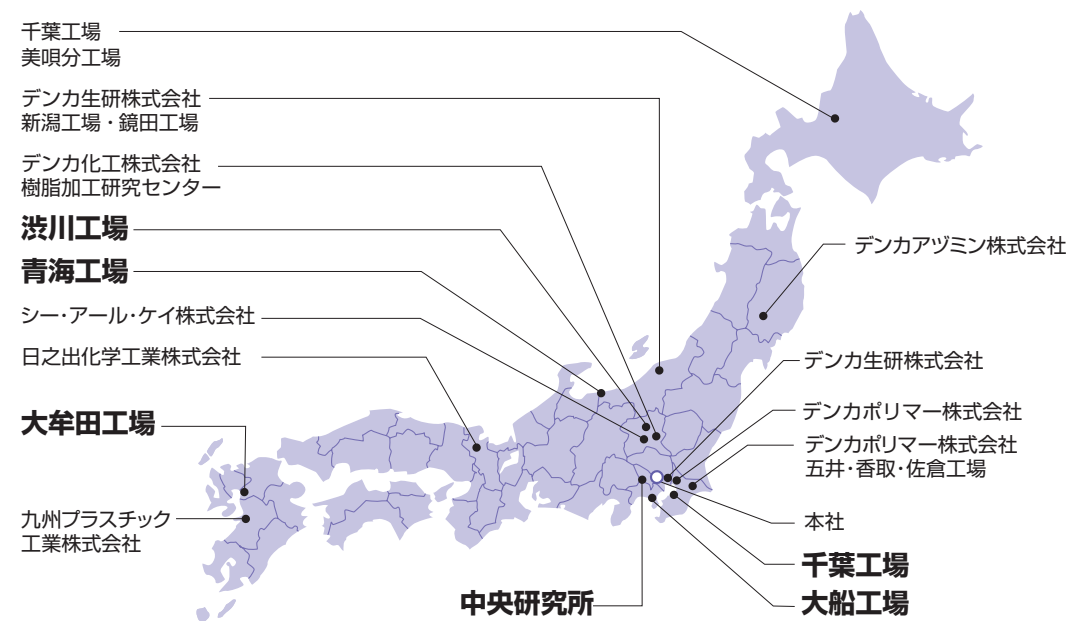 千葉工場
美唄分工場
デンカ生研株式会社
新潟工場・鏡田工場
デンカ化工株式会社
樹脂加工研究センター
渋川工場
青海工場
シー・アール・ケイ株式会社
日之出化学工業株式会社
大牟田工場
九州プラスチック
工業株式会社
デンカアヅミン株式会社
デンカ生研株式会社
デンカポリマー株式会社
デンカポリマー株式会社
五井・香取・佐倉工場
本社
千葉工場
大船工場
中央研究所